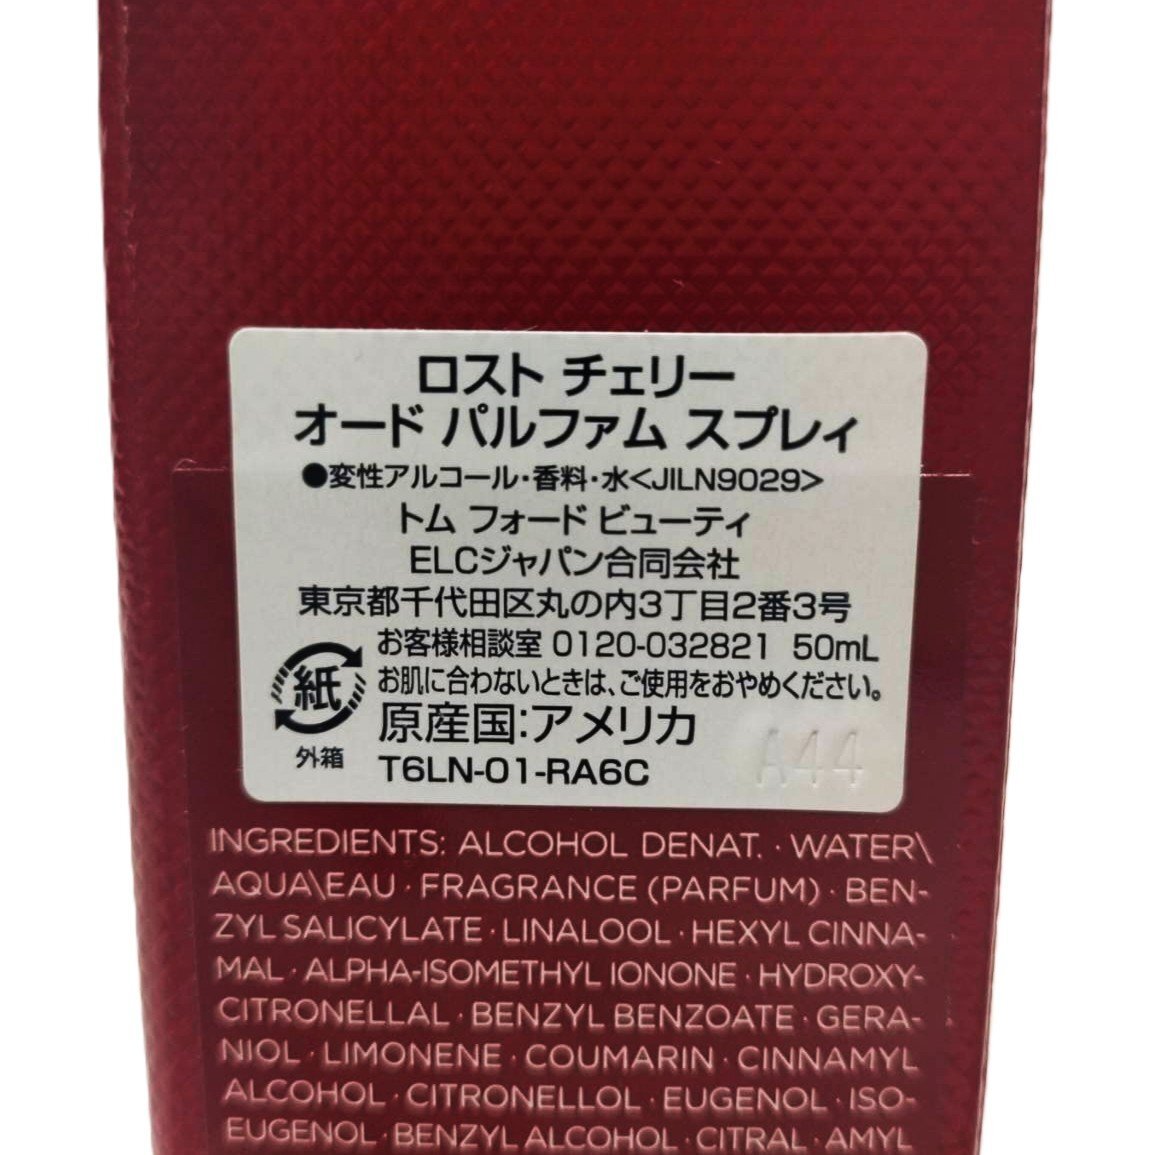 ロスト チェリー
オード パルファム スプレィ
●変性アルコール・香料・水<JILN9029>
トム フォード ビューティ
ELCジャパン合同会社
東京都千代田区丸の内3丁目2番3号
お客様相談室 0120-032821 50mL
お肌に合わないときは、ご使用をおやめください。
紙
外箱
原産国:アメリカ
T6LN-01-RA6C
A44
INGREDIENTS: ALCOHOL DENAT. · WATER\
AQUA\EAU · FRAGRANCE (PARFUM) · BEN-
ZYL SALICYLATE · LINALOOL · HEXYL CINNA-
MAL · ALPHA-ISOMETHYL IONONE · HYDROXY-
CITRONELLAL · BENZYL BENZOATE · GERA-
NIOL · LIMONENE · COUMARIN · CINNAMYL
ALCOHOL · CITRONELLOL · EUGENOL · ISO-
EUGENOL · BENZYL ALCOHOL · CITRAL · AMYL